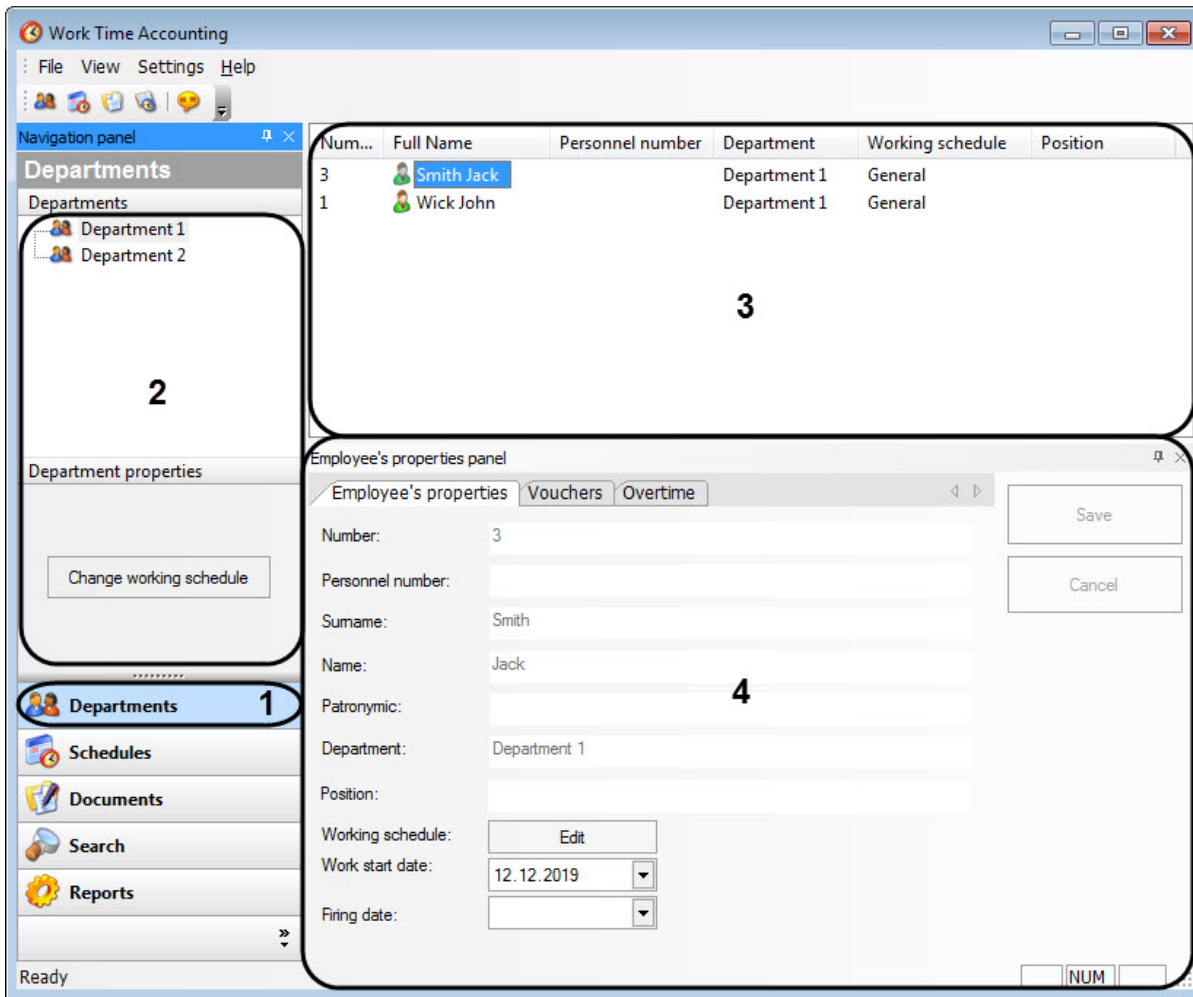 Work Time Accounting
File View Settings Help
Navigation panel
Departments
Departments
Department 1
Department 2
2
Department properties
Change working schedule
Departments 1
Schedules
Documents
Search
Reports
Num... Full Name Personnel number Department Working schedule Position
3 Smith Jack Department 1 General
1 Wick John Department 1 General
3
Employee's properties panel
Employee's properties Vouchers Overtime
Number: 3
Personnel number:
Surname: Smith
Name: Jack
4
Patronymic:
Department: Department 1
Position:
Working schedule: Edit
Work start date: 12.12.2019
Firing date:
Save
Cancel
Ready NUM